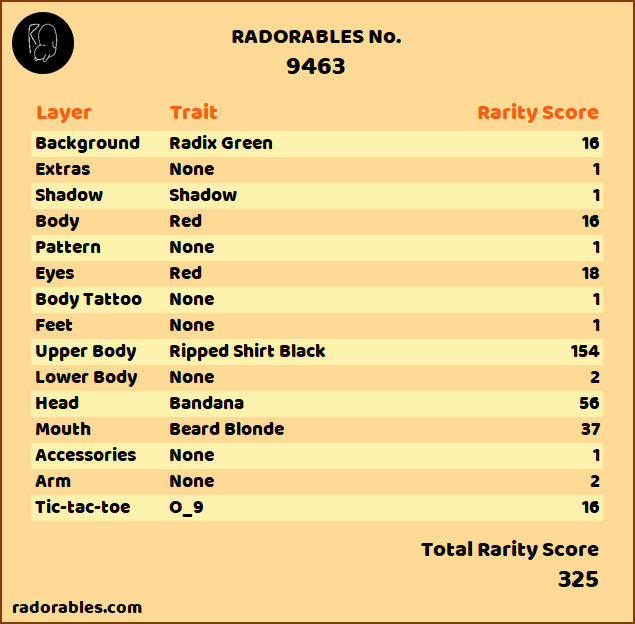 RADORABLES No.
9463
Layer Trait Rarity Score
Background Radix Green 16
Extras None 1
Shadow Shadow 1
Body Red 16
Pattern None 1
Eyes Red 18
Body Tattoo None 1
Feet None 1
Upper Body Ripped Shirt Black 154
Lower Body None 2
Head Bandana 56
Mouth Beard Blonde 37
Accessories None 1
Arm None 2
Tic-tac-toe O_9 16
Total Rarity Score
325
radorables.com